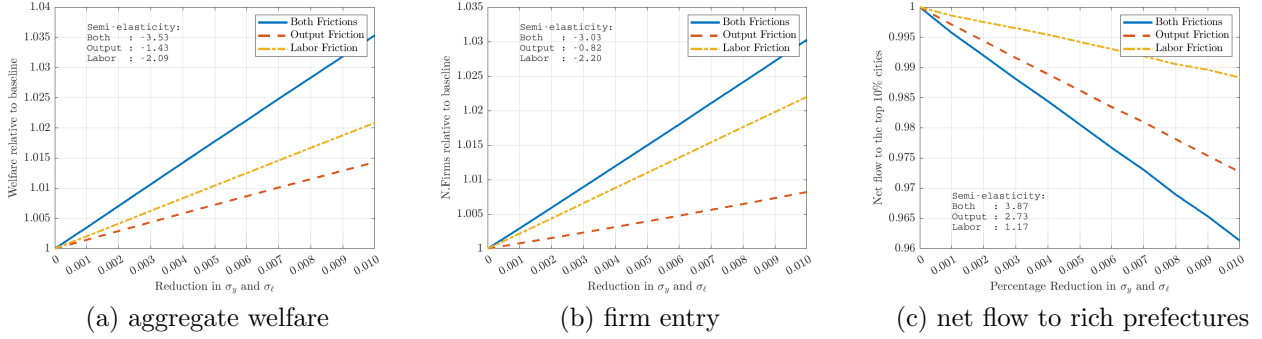 Welfare relative to baseline
1.04
1.035
1.03
1.025
1.02
1.015
1.01
1.005
1
Semi-elasticity:
Both : -3.53
Output : -1.43
Labor : -2.09
Both Frictions
Output Friction
Labor Friction
0
0.001
0.002
0.003
0.004
0.005
0.006
0.007
0.008
0.009
0.010
Reduction in σy and σℓ
(a) aggregate welfare
N.Firms relative to baseline
1.035
1.03
1.025
1.02
1.015
1.01
1.005
1
Semi-elasticity:
Both : -3.03
Output : -0.82
Labor : -2.20
Both Frictions
Output Friction
Labor Friction
0
0.001
0.002
0.003
0.004
0.005
0.006
0.007
0.008
0.009
0.010
Reduction in σy and σℓ
(b) firm entry
Net flow to the top 10% cities
1
0.995
0.99
0.985
0.98
0.975
0.97
0.965
0.96
Both Frictions
Output Friction
Labor Friction
Semi-elasticity:
Both : 3.87
Output : 2.73
Labor : 1.17
0
0.001
0.002
0.003
0.004
0.005
0.006
0.007
0.008
0.009
0.010
Percentage Reduction in σy and σℓ
(c) net flow to rich prefectures